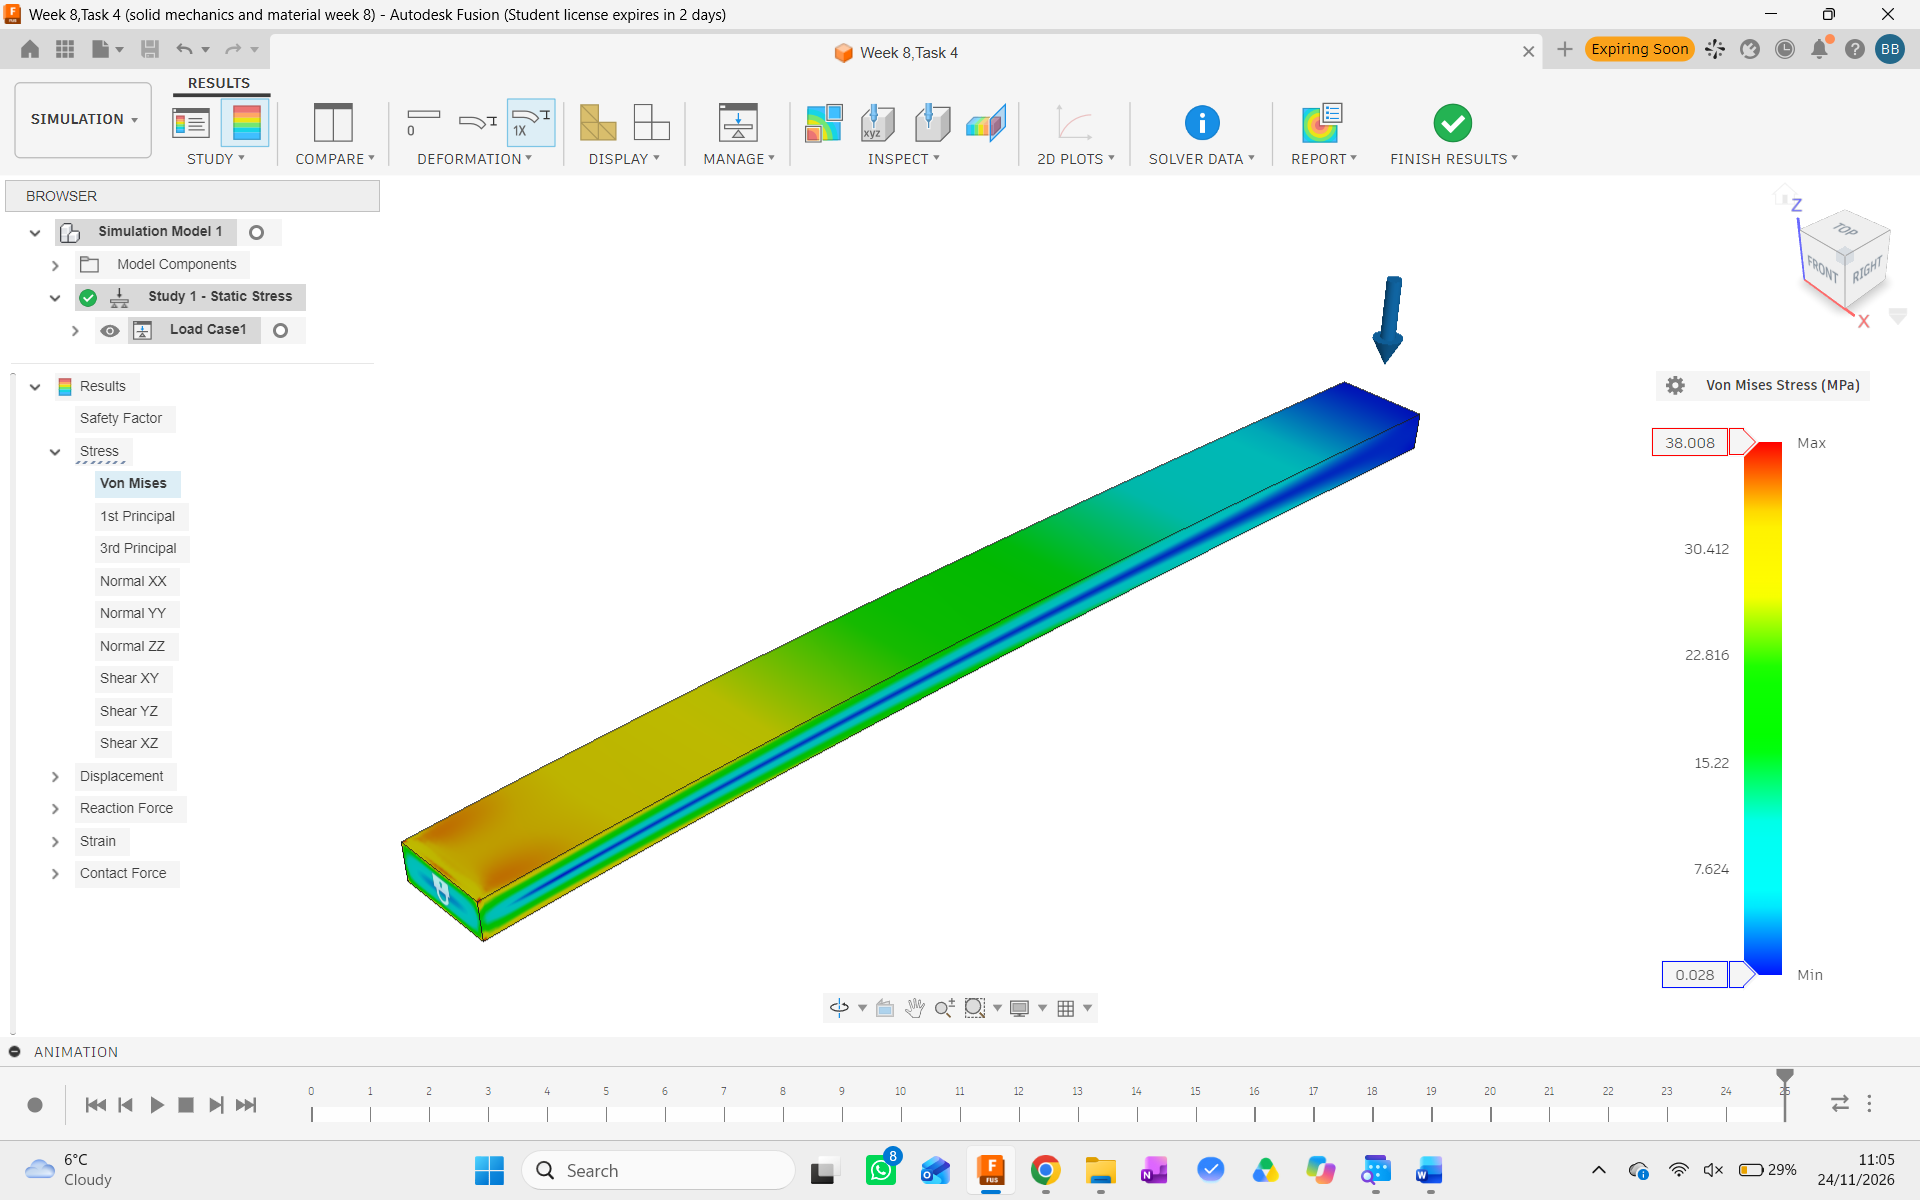 Week 8,Task 4 (solid mechanics and material week 8) - Autodesk Fusion (Student license expires in 2 days)
Week 8,Task 4
Expiring Soon
BB
RESULTS
SIMULATION
STUDY
COMPARE
DEFORMATION
DISPLAY
MANAGE
INSPECT
2D PLOTS
SOLVER DATA
REPORT
FINISH RESULTS
0
1X
xyz
BROWSER
Simulation Model 1
Model Components
Study 1 - Static Stress
Load Case1
Results
Safety Factor
Stress
Von Mises
1st Principal
3rd Principal
Normal XX
Normal YY
Normal ZZ
Shear XY
Shear YZ
Shear XZ
Displacement
Reaction Force
Strain
Contact Force
Z
TOP
FRONT
RIGHT
X
Von Mises Stress (MPa)
38.008 Max
30.412
22.816
15.22
7.624
0.028 Min
ANIMATION
0 1 2 3 4 5 6 7 8 9 10 11 12 13 14 15 16 17 18 19 20 21 22 23 24 25
6°C
Cloudy
Search
8
F
FUS
29%
11:05
24/11/2026